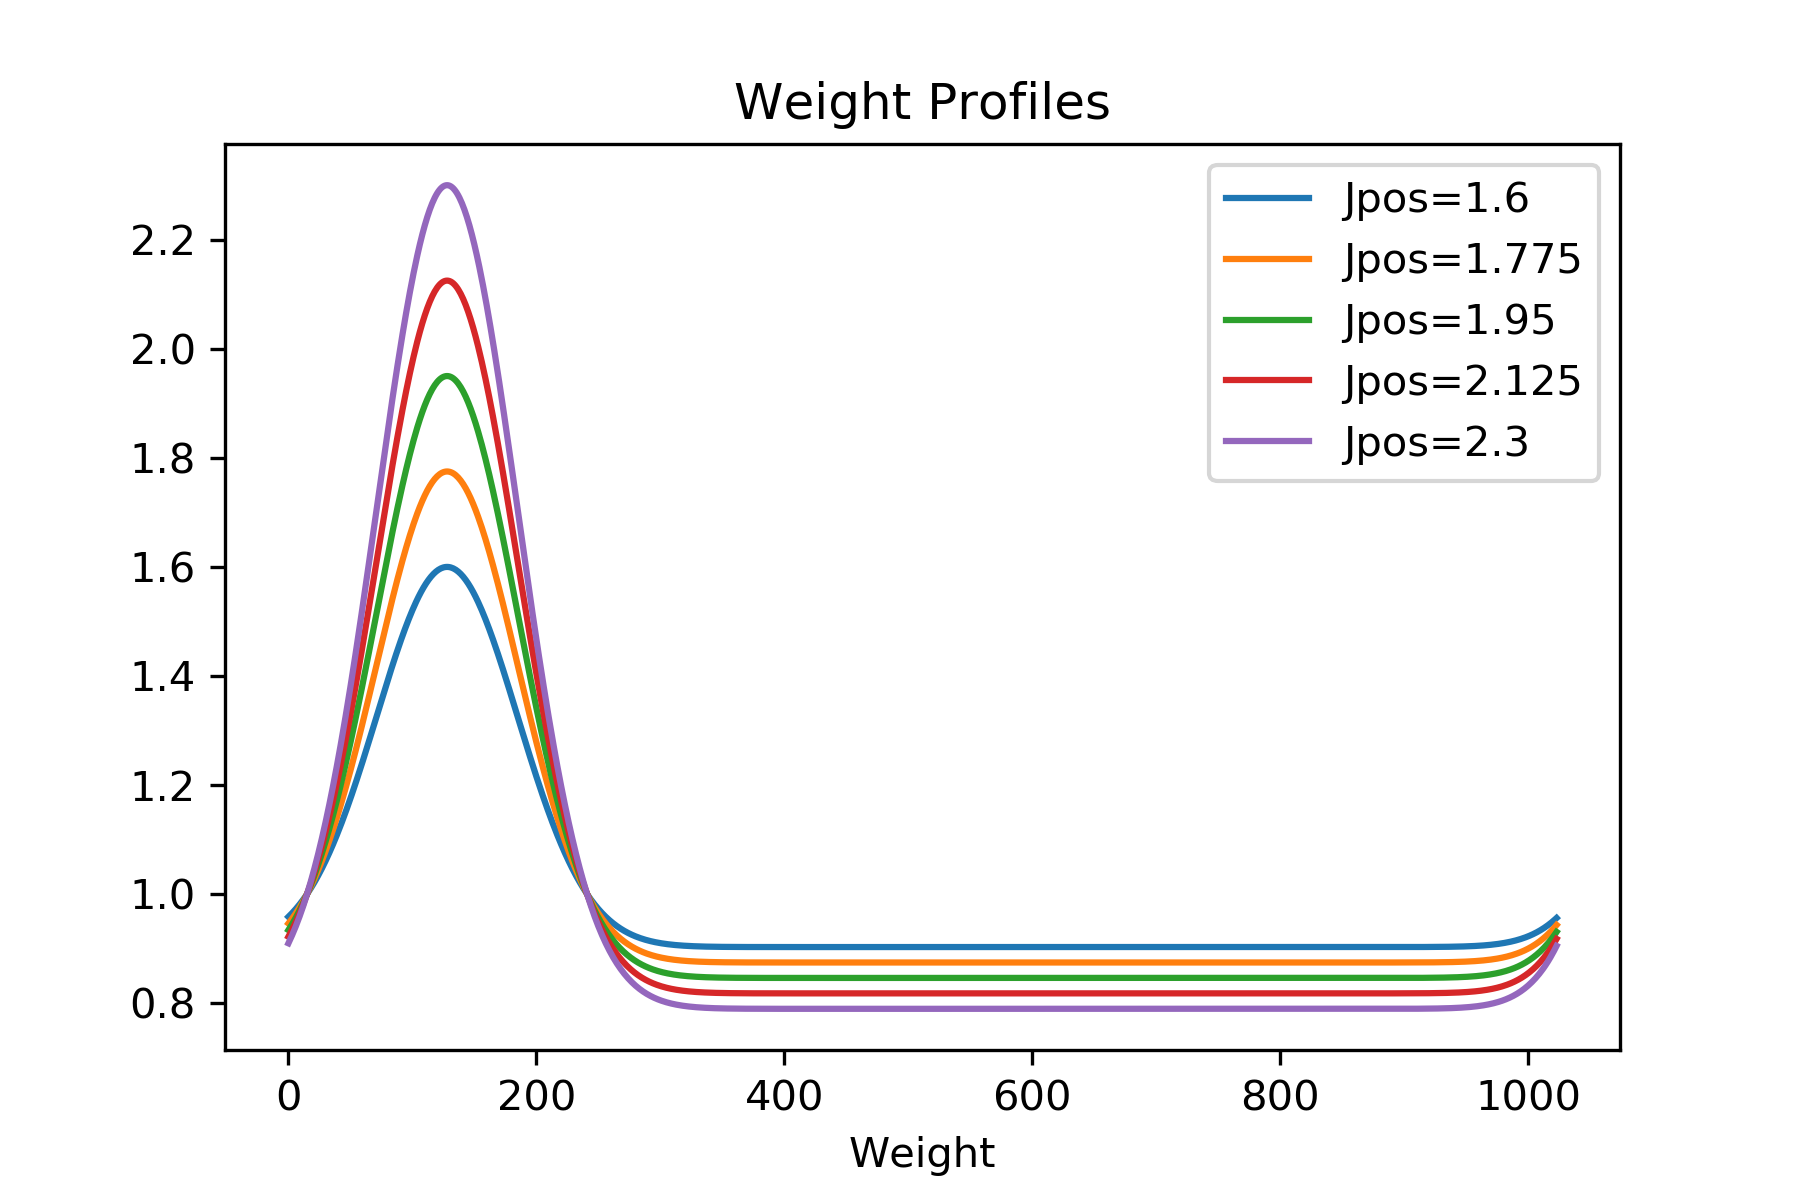 Weight Profiles
Jpos=1.6
Jpos=1.775
Jpos=1.95
Jpos=2.125
Jpos=2.3
2.2
2.0
1.8
1.6
1.4
1.2
1.0
0.8
0 200 400 600 800 1000
Weight